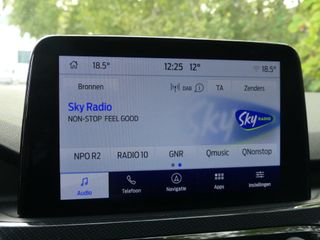 18.5° 12:25 12° 18.5°
Bronnen DAB TA Zenders
Sky Radio
NON-STOP FEEL GOOD
Sky RADIO
NPO R2 RADIO 10 GNR Qmusic QNonstop
Audio Telefoon Navigatie Apps Instellingen